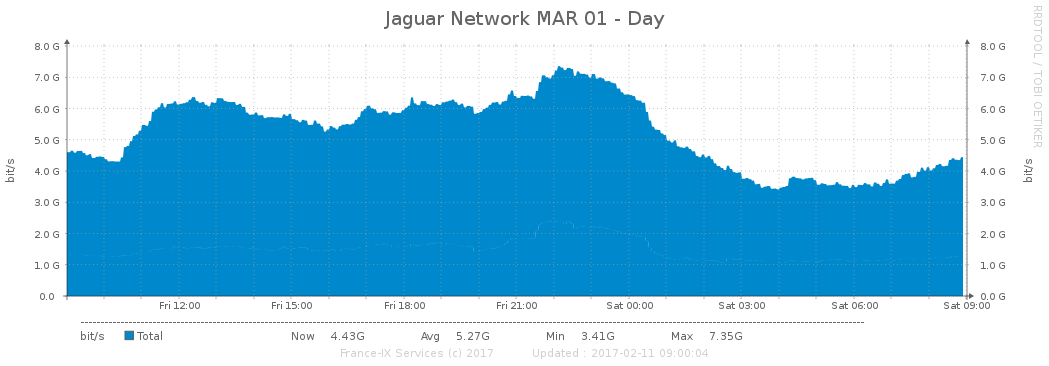 Jaguar Network MAR 01 - Day
RRDTOOL / TOBI OETIKER
8.0 G 8.0 G
7.0 G 7.0 G
6.0 G 6.0 G
5.0 G 5.0 G
4.0 G 4.0 G
3.0 G 3.0 G
2.0 G 2.0 G
1.0 G 1.0 G
0.0 0.0 G
bit/s bit/s
Fri 12:00 Fri 15:00 Fri 18:00 Fri 21:00 Sat 00:00 Sat 03:00 Sat 06:00 Sat 09:00
bit/s Total Now 4.43G Avg 5.27G Min 3.41G Max 7.35G
France-IX Services (c) 2017 Updated : 2017-02-11 09:00:04